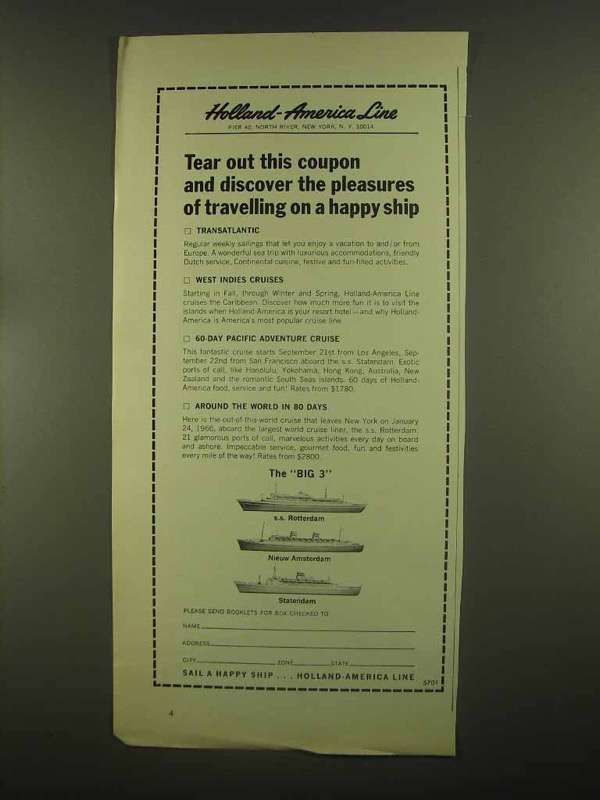 Holland-America Line
PIER 40, NORTH RIVER, NEW YORK, N. Y. 10014
Tear out this coupon
and discover the pleasures
of travelling on a happy ship
☐ TRANSATLANTIC
Regular weekly sailings that let you enjoy a vacation to and/or from
Europe. A wonderful sea trip with luxurious accommodations, friendly
Dutch service, Continental cuisine, festive and fun-filled activities.
☐ WEST INDIES CRUISES
Starting in Fall, through Winter and Spring, Holland-America Line
cruises the Caribbean. Discover how much more fun it is to visit the
islands when Holland-America is your resort hotel—and why Holland-
America is America's most popular cruise line.
☐ 60-DAY PACIFIC ADVENTURE CRUISE
This fantastic cruise starts September 21st from Los Angeles, Sep-
tember 22nd from San Francisco aboard the s.s. Statendam. Exotic
ports of call, like Honolulu, Yokohama, Hong Kong, Australia, New
Zealand and the romantic South Seas islands. 60 days of Holland-
America food, service and fun! Rates from $1780.
☐ AROUND THE WORLD IN 80 DAYS
Here is the out-of-this-world cruise that leaves New York on January
24, 1966, aboard the largest world cruise liner, the s.s. Rotterdam.
21 glamorous ports of call, marvelous activities every day on board
and ashore. Impeccable service, gourmet food, fun and festivities
every mile of the way! Rates from $2800.
The "BIG 3"
s.s. Rotterdam
Nieuw Amsterdam
Statendam
PLEASE SEND BOOKLETS FOR BOX CHECKED TO
NAME
ADDRESS
CITY ZONE STATE
SAIL A HAPPY SHIP . . . HOLLAND-AMERICA LINE
4